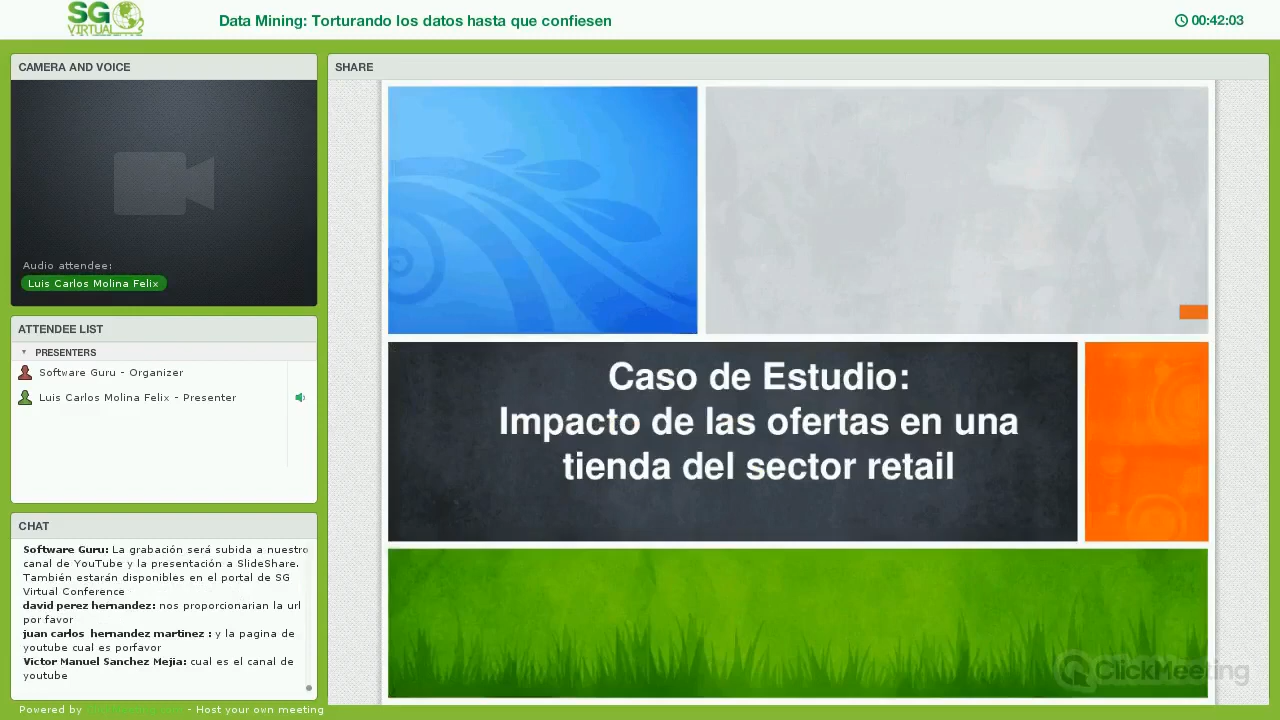 SG
VIRTUAL
Data Mining: Torturando los datos hasta que confiesen
00:42:03
CAMERA AND VOICE
Audio attendee:
Luis Carlos Molina Felix
ATTENDEE LIST
PRESENTERS
Software Guru - Organizer
Luis Carlos Molina Felix - Presenter
CHAT
Software Guru: La grabación será subida a nuestro
canal de YouTube y la presentación a SlideShare.
También estarán disponibles en el portal de SG
Virtual Conference
david perez hernandez: nos proporcionarian la url
por favor
juan carlos hernandez martinez : y la pagina de
youtube cual es porfavor
Victor Manuel Sanchez Mejia: cual es el canal de
youtube
Powered by - Host your own meeting
SHARE
Caso de Estudio:
Impacto de las ofertas en una
tienda del sector retail
ClickMeeting